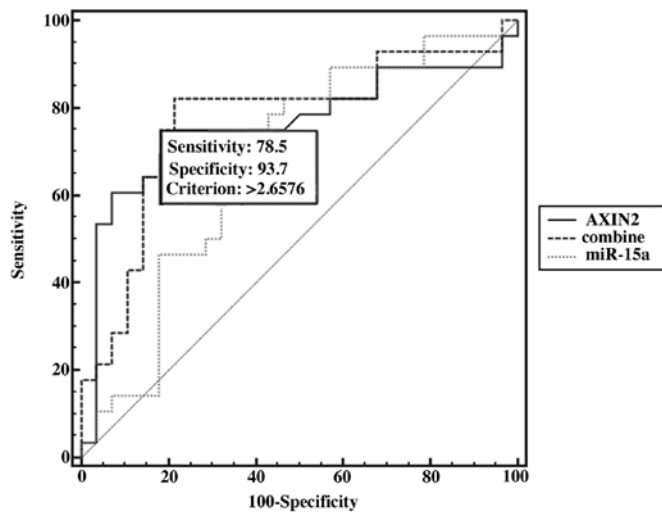 100
80
60
40
20
0
Sensitivity
Sensitivity: 78.5
Specificity: 93.7
Criterion: >2.6576
AXIN2
combine
miR-15a
0 20 40 60 80 100
100-Specificity